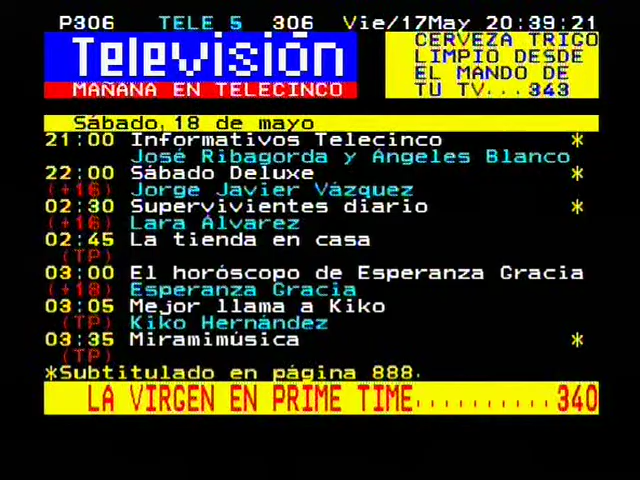 P306 TELE 5 306 Vie/17May 20:39:21
Televisión
MAÑANA EN TELECINCO
CERVEZA TRIGO
LIMPIO DESDE
EL MANDO DE
TU TV...343
Sábado,18 de mayo
21:00 Informativos Telecinco *
José Ribagorda y Ángeles Blanco
22:00 Sábado Deluxe *
(+16) Jorge Javier Vázquez
02:30 Supervivientes diario *
(+16) Lara Álvarez
02:45 La tienda en casa
(TP)
03:00 El horóscopo de Esperanza Gracia
(+18) Esperanza Gracia
03:05 Mejor llama a Kiko
(TP) Kiko Hernández
03:35 Miramimúsica *
(TP)
*Subtitulado en página 888.
LA VIRGEN EN PRIME TIME..........340